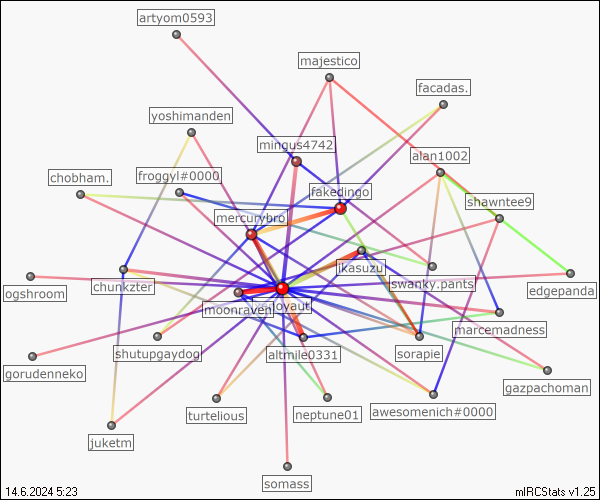 artyom0593
majestico
facadas.
yoshimanden
mingus4742
alan1002
chobham.
froggyl#0000
fakedingo
shawntee9
mercurybro
ikasuzu
swanky.pants
edgepanda
ogshroom
chunkzter
moonraven
marcemadness
shutupgaydog
altmile0331
sorapie
gorudenneko
gazpachoman
turtelious
neptune01
awesomenich#0000
juketm
somass
14.6.2024 5:23
mIRCStats v1.25